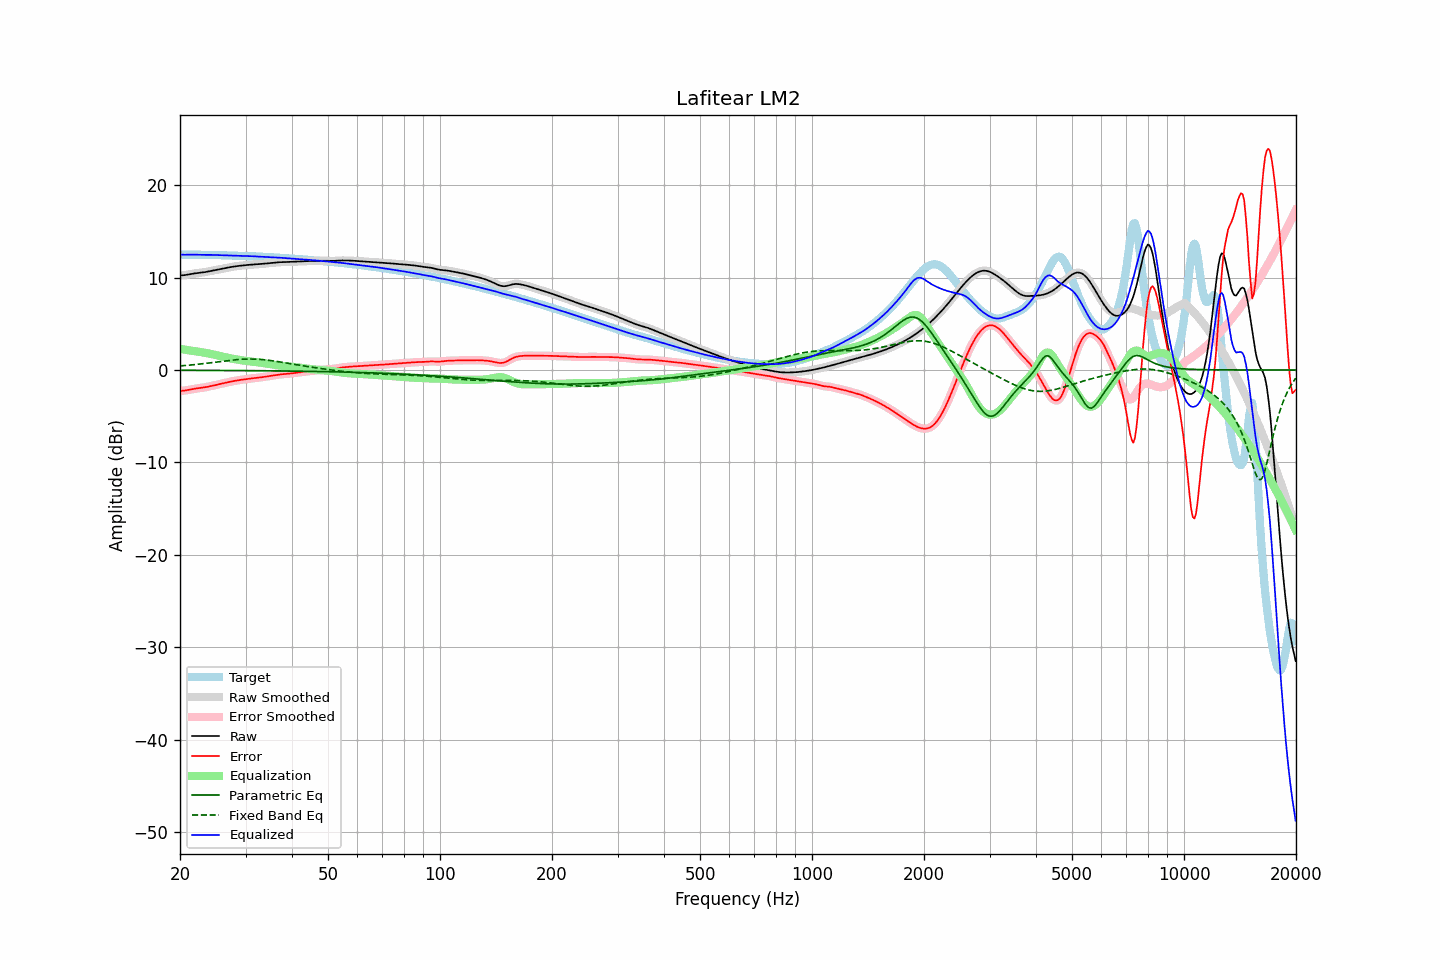 Lafitear LM2
Amplitude (dBr)
20
10
0
−10
−20
−30
−40
−50
Target
Raw Smoothed
Error Smoothed
Raw
Error
Equalization
Parametric Eq
Fixed Band Eq
Equalized
20 50 100 200 500 1000 2000 5000 10000 20000
Frequency (Hz)